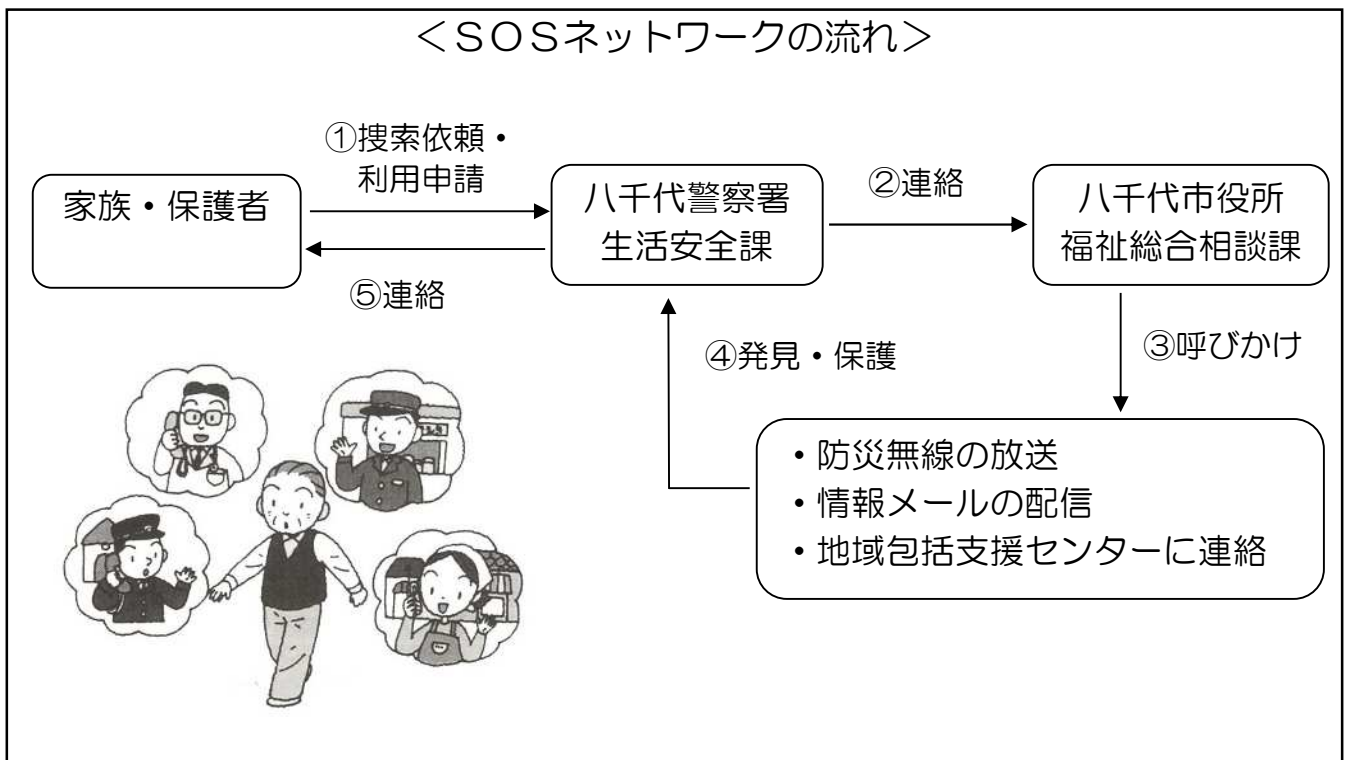 ＜ＳＯＳネットワークの流れ＞
①捜索依頼・
利用申請
家族・保護者
八千代警察署
生活安全課
②連絡
八千代市役所
福祉総合相談課
⑤連絡
④発見・保護
③呼びかけ
・防災無線の放送
・情報メールの配信
・地域包括支援センターに連絡